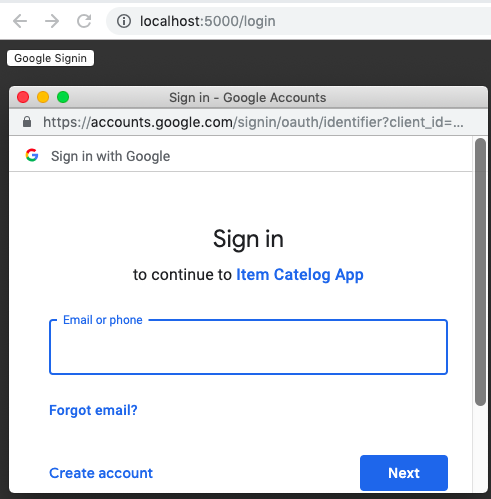 localhost:5000/login
Google Signin
Sign in - Google Accounts
https://accounts.google.com/signin/oauth/identifier?client_id=...
Sign in with Google
Sign in
to continue to Item Catelog App
Email or phone
Forgot email?
Create account
Next